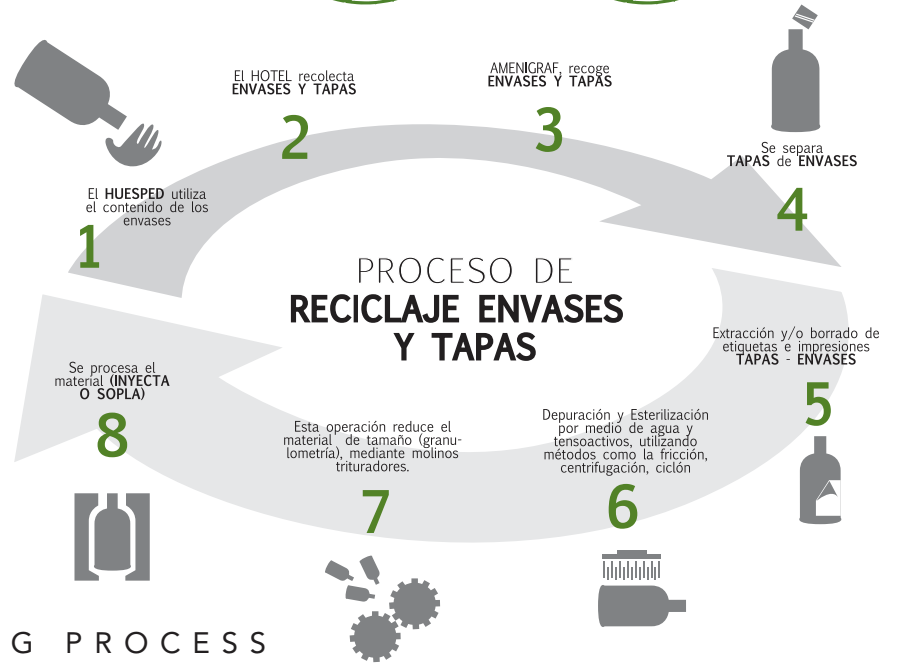 El HOTEL recolecta
ENVASES Y TAPAS
2
AMENIGRAF, recoge
ENVASES Y TAPAS
3
Se separa
TAPAS de ENVASES
4
El HUESPED utiliza
el contenido de los
envases
1
PROCESO DE
RECICLAJE ENVASES
Y TAPAS
Extracción y/o borrado de
etiquetas e impresiones
TAPAS - ENVASES
5
Depuración y Esterilización
por medio de agua y
tensoactivos, utilizando
métodos como la fricción,
centrifugación, ciclón
6
Esta operación reduce el
material de tamaño (granu-
lometría), mediante molinos
trituradores.
7
Se procesa el
material (INYECTA
O SOPLA)
8
G PROCESS